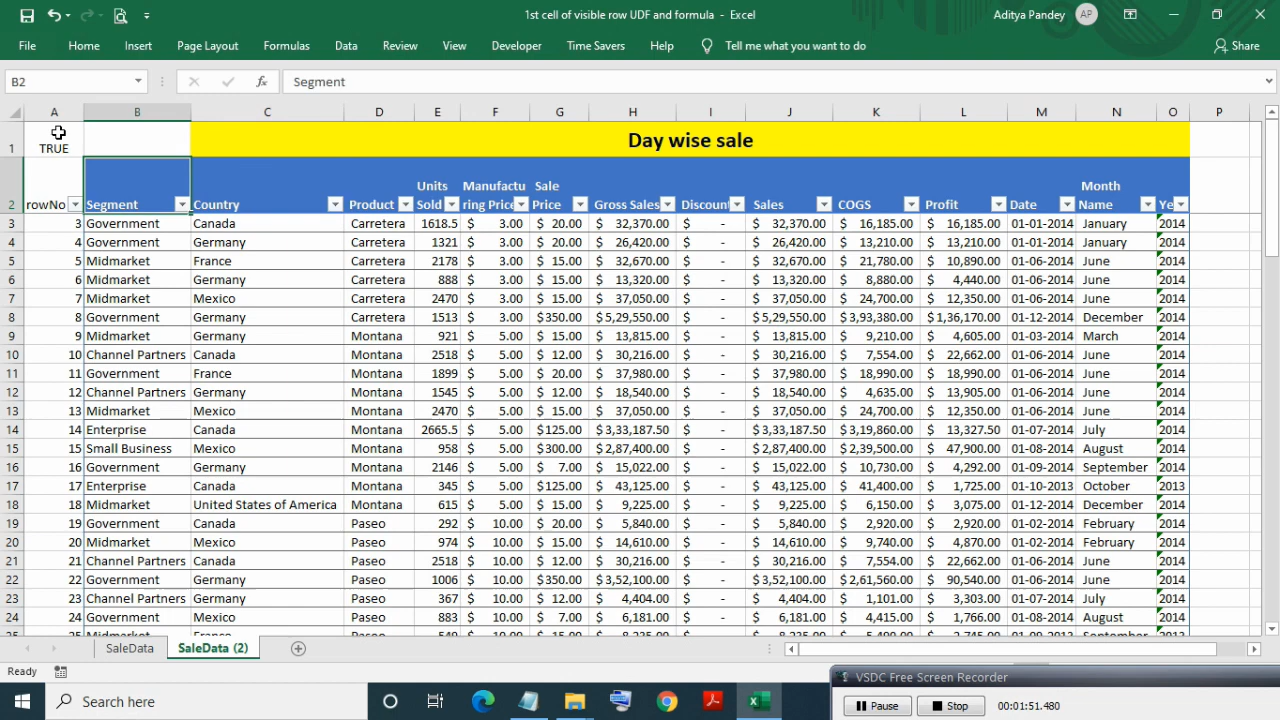 1st cell of visible row UDF and formula - Excel
Aditya Pandey AP
File Home Insert Page Layout Formulas Data Review View Developer Time Savers Help Tell me what you want to do Share
B2 fx Segment
A B C D E F G H I J K L M N O P
1 TRUE Day wise sale
Units Manufactu Sale Month
2 rowNo Segment Country Product Sold ring Price Price Gross Sales Discoun Sales COGS Profit Date Name Ye
3 3 Government Canada Carretera 1618.5 $ 3.00 $ 20.00 $ 32,370.00 $ - $ 32,370.00 $ 16,185.00 $ 16,185.00 01-01-2014 January 2014
4 4 Government Germany Carretera 1321 $ 3.00 $ 20.00 $ 26,420.00 $ - $ 26,420.00 $ 13,210.00 $ 13,210.00 01-01-2014 January 2014
5 5 Midmarket France Carretera 2178 $ 3.00 $ 15.00 $ 32,670.00 $ - $ 32,670.00 $ 21,780.00 $ 10,890.00 01-06-2014 June 2014
6 6 Midmarket Germany Carretera 888 $ 3.00 $ 15.00 $ 13,320.00 $ - $ 13,320.00 $ 8,880.00 $ 4,440.00 01-06-2014 June 2014
7 7 Midmarket Mexico Carretera 2470 $ 3.00 $ 15.00 $ 37,050.00 $ - $ 37,050.00 $ 24,700.00 $ 12,350.00 01-06-2014 June 2014
8 8 Government Germany Carretera 1513 $ 3.00 $350.00 $ 5,29,550.00 $ - $ 5,29,550.00 $ 3,93,380.00 $ 1,36,170.00 01-12-2014 December 2014
9 9 Midmarket Germany Montana 921 $ 5.00 $ 15.00 $ 13,815.00 $ - $ 13,815.00 $ 9,210.00 $ 4,605.00 01-03-2014 March 2014
10 10 Channel Partners Canada Montana 2518 $ 5.00 $ 12.00 $ 30,216.00 $ - $ 30,216.00 $ 7,554.00 $ 22,662.00 01-06-2014 June 2014
11 11 Government France Montana 1899 $ 5.00 $ 20.00 $ 37,980.00 $ - $ 37,980.00 $ 18,990.00 $ 18,990.00 01-06-2014 June 2014
12 12 Channel Partners Germany Montana 1545 $ 5.00 $ 12.00 $ 18,540.00 $ - $ 18,540.00 $ 4,635.00 $ 13,905.00 01-06-2014 June 2014
13 13 Midmarket Mexico Montana 2470 $ 5.00 $ 15.00 $ 37,050.00 $ - $ 37,050.00 $ 24,700.00 $ 12,350.00 01-06-2014 June 2014
14 14 Enterprise Canada Montana 2665.5 $ 5.00 $125.00 $ 3,33,187.50 $ - $ 3,33,187.50 $ 3,19,860.00 $ 13,327.50 01-07-2014 July 2014
15 15 Small Business Mexico Montana 958 $ 5.00 $300.00 $ 2,87,400.00 $ - $ 2,87,400.00 $ 2,39,500.00 $ 47,900.00 01-08-2014 August 2014
16 16 Government Germany Montana 2146 $ 5.00 $ 7.00 $ 15,022.00 $ - $ 15,022.00 $ 10,730.00 $ 4,292.00 01-09-2014 September 2014
17 17 Enterprise Canada Montana 345 $ 5.00 $125.00 $ 43,125.00 $ - $ 43,125.00 $ 41,400.00 $ 1,725.00 01-10-2013 October 2013
18 18 Midmarket United States of America Montana 615 $ 5.00 $ 15.00 $ 9,225.00 $ - $ 9,225.00 $ 6,150.00 $ 3,075.00 01-12-2014 December 2014
19 19 Government Canada Paseo 292 $ 10.00 $ 20.00 $ 5,840.00 $ - $ 5,840.00 $ 2,920.00 $ 2,920.00 01-02-2014 February 2014
20 20 Midmarket Canada Paseo 974 $ 10.00 $ 15.00 $ 14,610.00 $ - $ 14,610.00 $ 9,740.00 $ 4,870.00 01-02-2014 February 2014
21 21 Channel Partners Canada Paseo 2518 $ 10.00 $ 12.00 $ 30,216.00 $ - $ 30,216.00 $ 7,554.00 $ 22,662.00 01-06-2014 June 2014
22 22 Government Germany Paseo 1006 $ 10.00 $350.00 $ 3,52,100.00 $ - $ 3,52,100.00 $ 2,61,560.00 $ 90,540.00 01-06-2014 June 2014
23 23 Channel Partners Germany Paseo 367 $ 10.00 $ 12.00 $ 4,404.00 $ - $ 4,404.00 $ 1,101.00 $ 3,303.00 01-07-2014 July 2014
24 24 Government Mexico Paseo 883 $ 10.00 $ 7.00 $ 6,181.00 $ - $ 6,181.00 $ 4,415.00 $ 1,766.00 01-08-2014 August 2014
SaleData SaleData (2)
Ready
VSDC Free Screen Recorder
Type here
Search here
Pause Stop 00:01:51.480